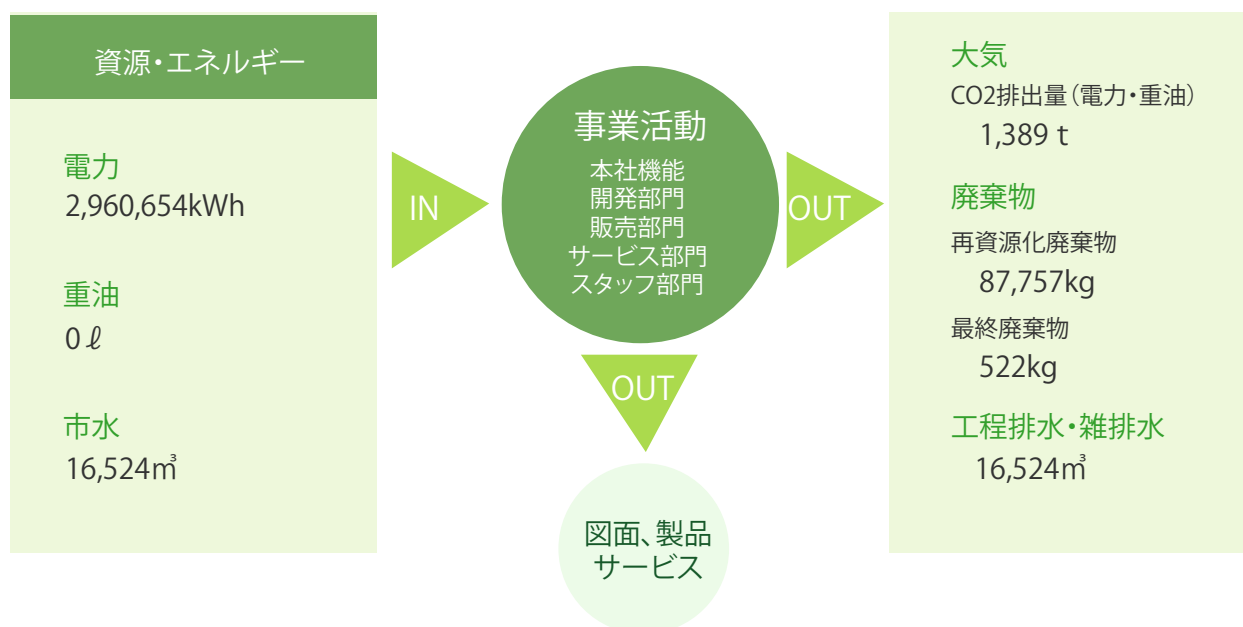 資源・エネルギー
電力
2,960,654kWh
重油
0ℓ
市水
16,524㎥
IN
事業活動
本社機能
開発部門
販売部門
サービス部門
スタッフ部門
OUT
OUT
図面、製品
サービス
大気
CO2排出量(電力・重油)
1,389 t
廃棄物
再資源化廃棄物
87,757kg
最終廃棄物
522kg
工程排水・雑排水
16,524㎥